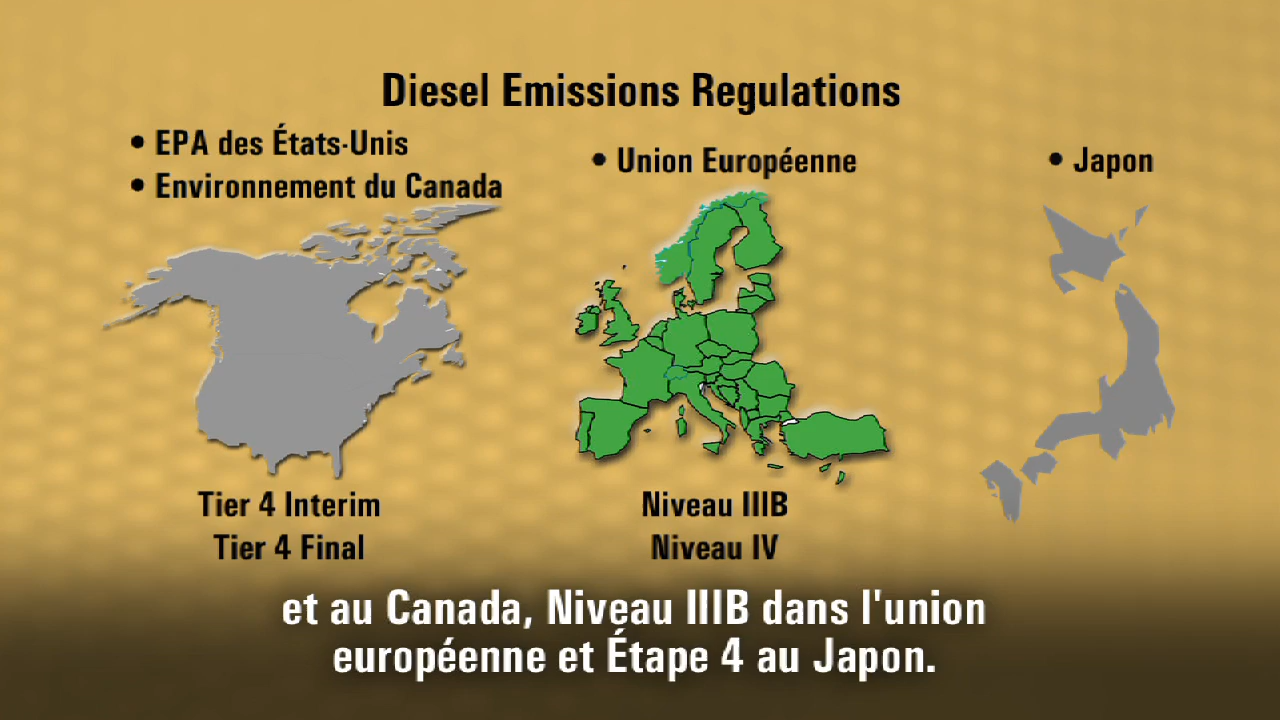 Diesel Emissions Regulations
• EPA des États-Unis
• Environnement du Canada
• Union Européenne
• Japon
Tier 4 Interim
Tier 4 Final
Niveau IIIB
Niveau IV
et au Canada, Niveau IIIB dans l'union
européenne et Étape 4 au Japon.